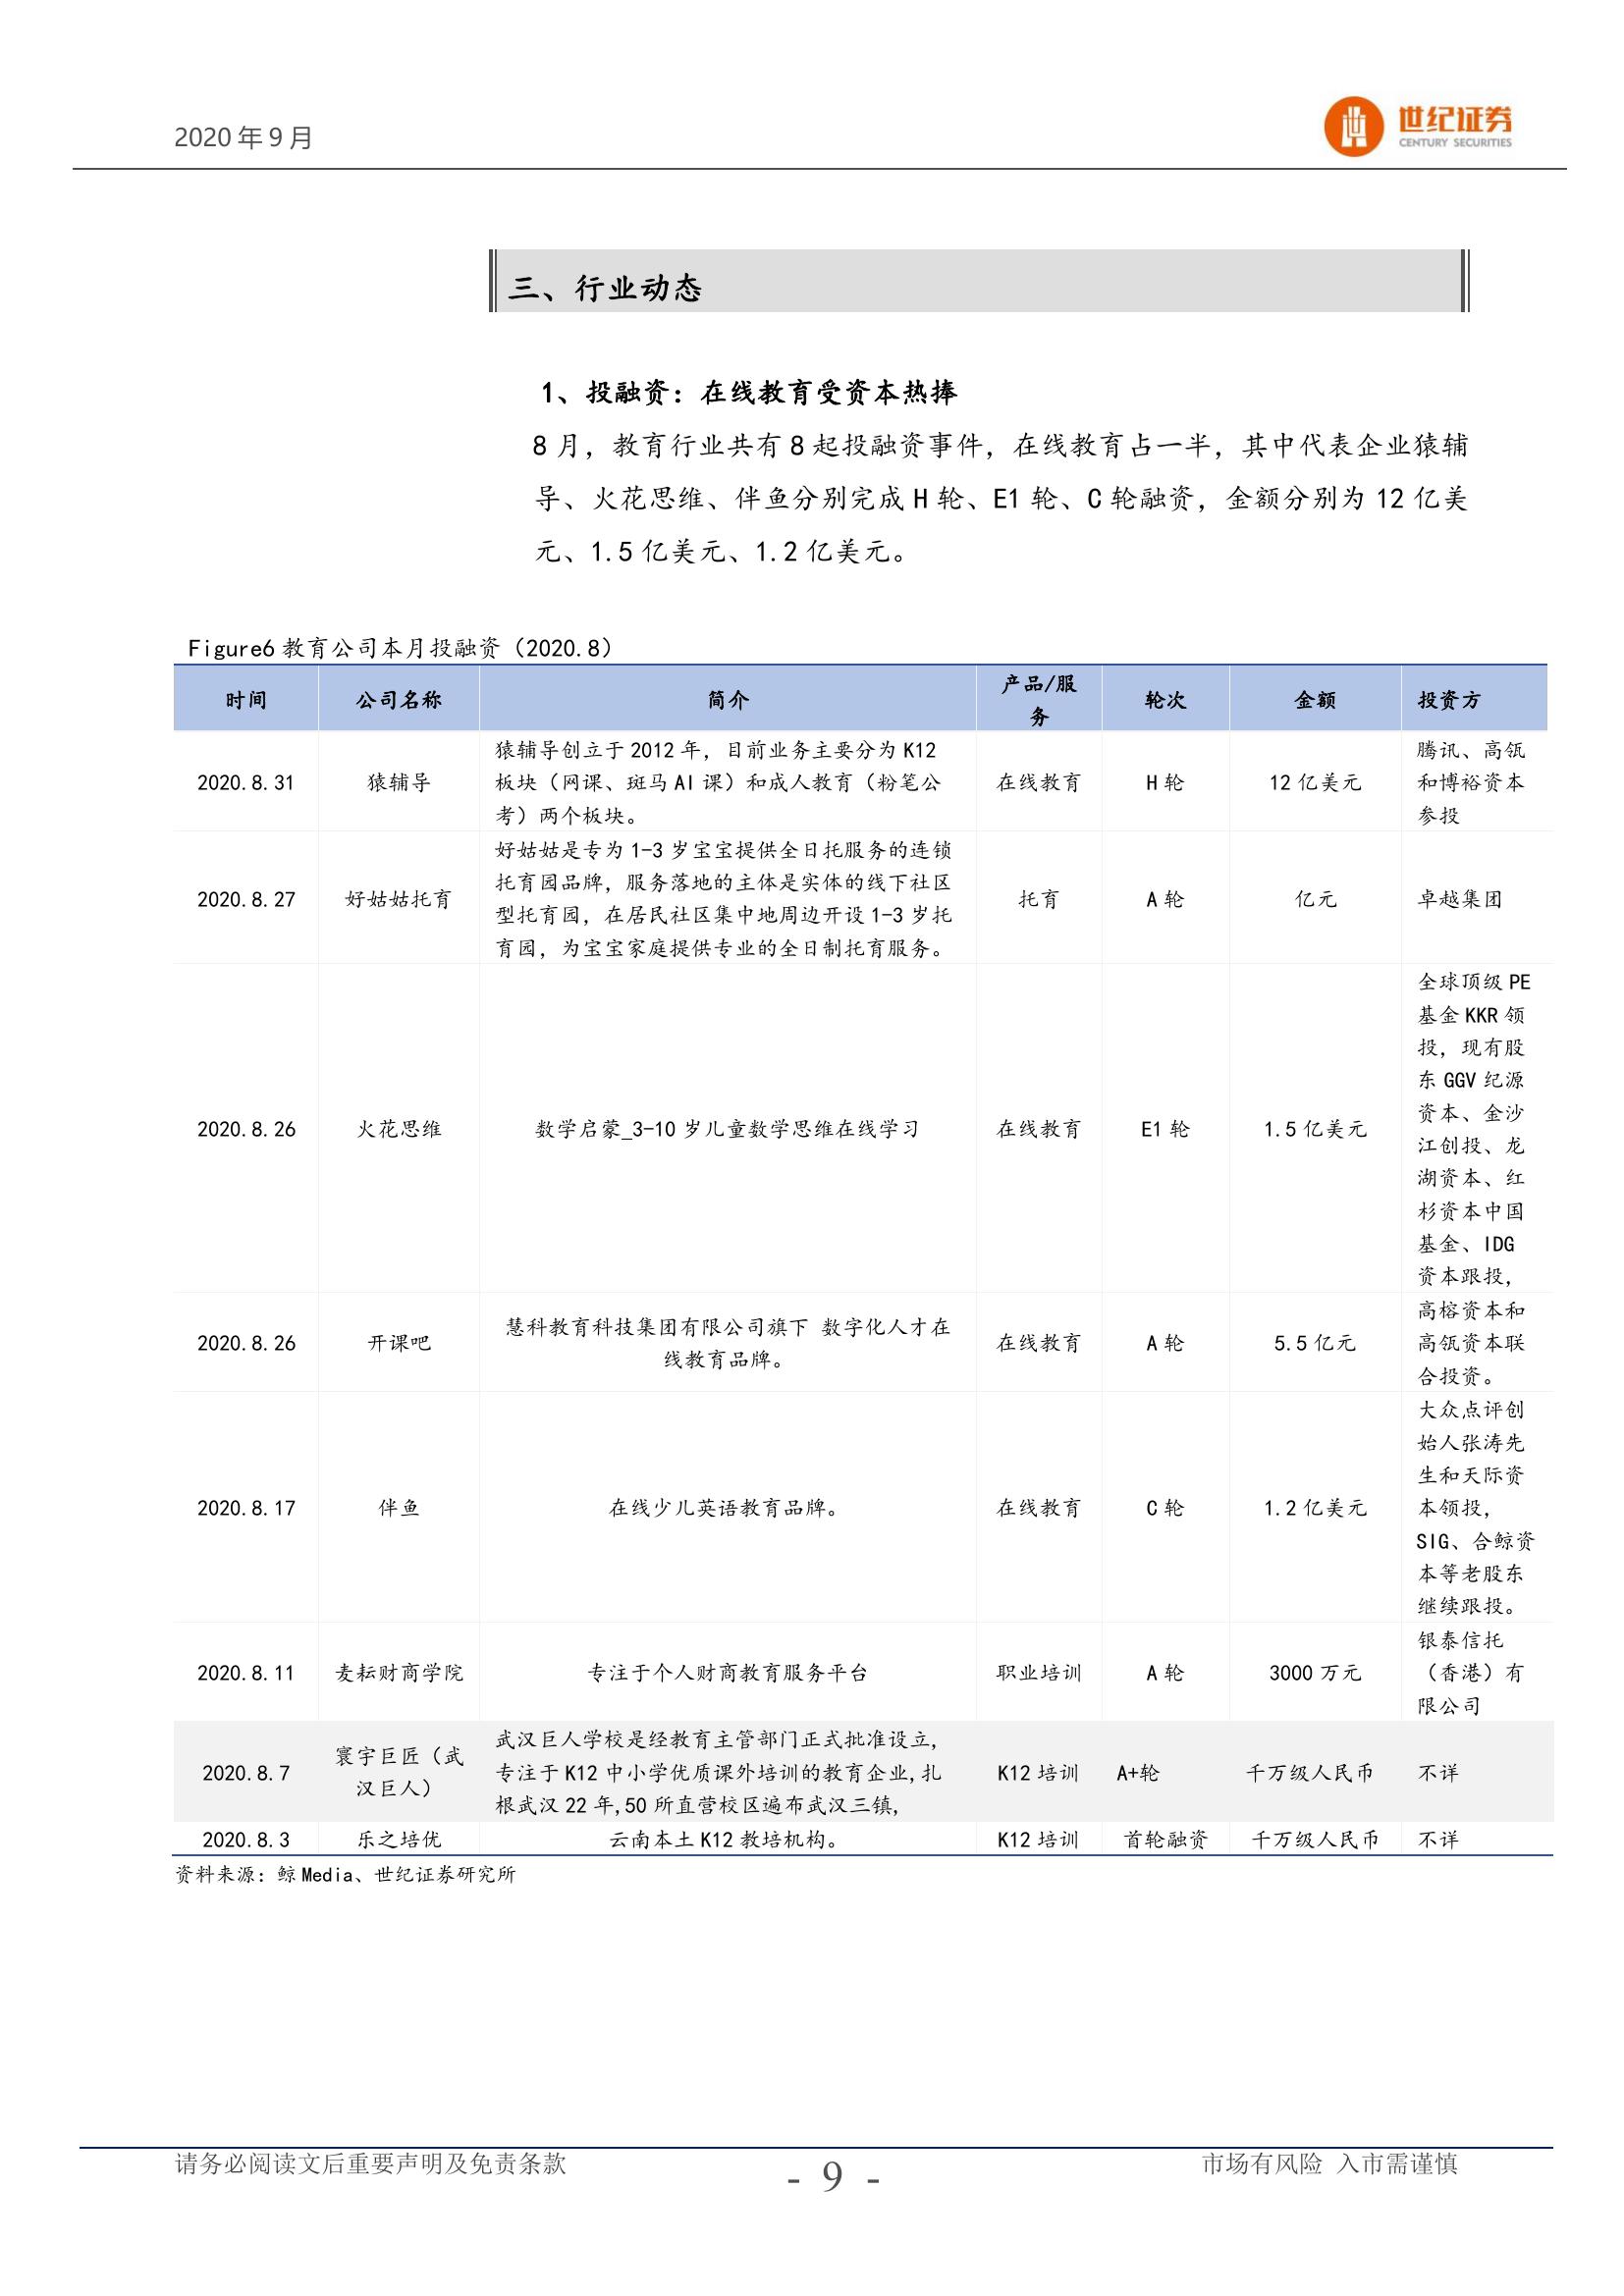 2020 年 9 月
世纪证券
CENTURY SECURITIES
三、行业动态
1、投融资：在线教育受资本热捧
8 月，教育行业共有 8 起投融资事件，在线教育占一半，其中代表企业猿辅
导、火花思维、伴鱼分别完成 H 轮、E1 轮、C 轮融资，金额分别为 12 亿美
元、1.5 亿美元、1.2 亿美元。
Figure6 教育公司本月投融资（2020.8）
时间 公司名称 简介 产品/服务 轮次 金额 投资方
2020.8.31 猿辅导
猿辅导创立于 2012 年，目前业务主要分为 K12
板块（网课、斑马 AI 课）和成人教育（粉笔公
考）两个板块。
在线教育 H 轮 12 亿美元
腾讯、高瓴
和博裕资本
参投
2020.8.27 好姑姑托育
好姑姑是专为 1-3 岁宝宝提供全日托服务的连锁
托育园品牌，服务落地的主体是实体的线下社区
型托育园，在居民社区集中地周边开设 1-3 岁托
育园，为宝宝家庭提供专业的全日制托育服务。
托育 A 轮 亿元 卓越集团
2020.8.26 火花思维 数学启蒙_3-10 岁儿童数学思维在线学习 在线教育 E1 轮 1.5 亿美元
全球顶级 PE
基金 KKR 领
投，现有股
东 GGV 纪源
资本、金沙
江创投、龙
湖资本、红
杉资本中国
基金、IDG
资本跟投，
2020.8.26 开课吧
慧科教育科技集团有限公司旗下 数字化人才在
线教育品牌。
在线教育 A 轮 5.5 亿元
高榕资本和
高瓴资本联
合投资。
2020.8.17 伴鱼 在线少儿英语教育品牌。 在线教育 C 轮 1.2 亿美元
大众点评创
始人张涛先
生和天际资
本领投，
SIG、合鲸资
本等老股东
继续跟投。
2020.8.11 麦耘财商学院 专注于个人财商教育服务平台 职业培训 A 轮 3000 万元
银泰信托
（香港）有
限公司
2020.8.7
寰宇巨匠（武
汉巨人）
武汉巨人学校是经教育主管部门正式批准设立,
专注于 K12 中小学优质课外培训的教育企业,扎
根武汉 22 年,50 所直营校区遍布武汉三镇,
K12 培训 A+轮 千万级人民币 不详
2020.8.3 乐之培优 云南本土 K12 教培机构。 K12 培训 首轮融资 千万级人民币 不详
资料来源：鲸 Media、世纪证券研究所
请务必阅读文后重要声明及免责条款
- 9 -
市场有风险 入市需谨慎